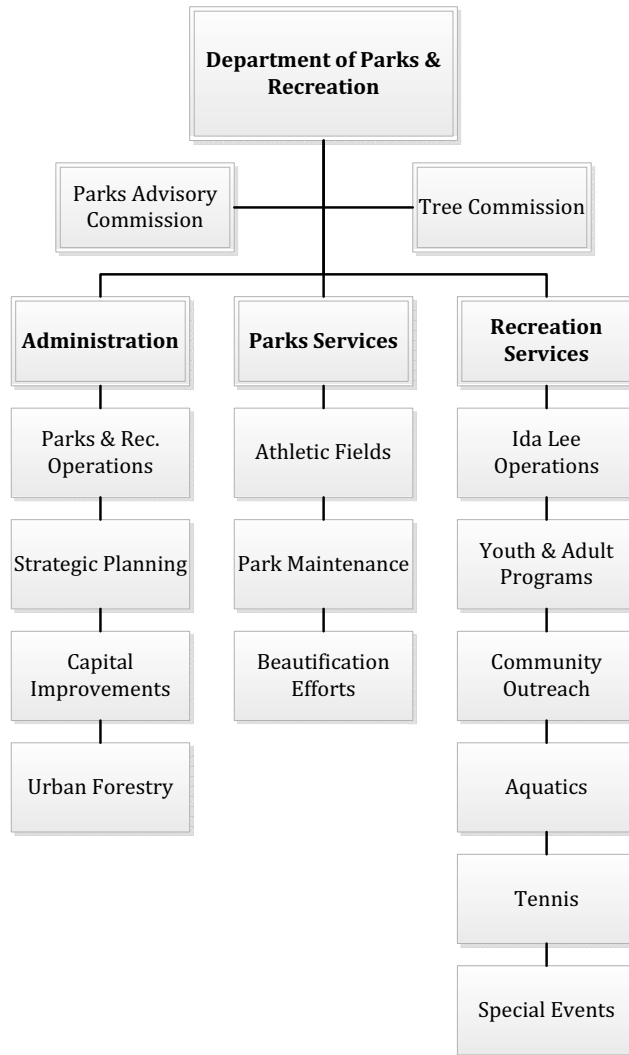 Department of Parks &
Recreation
Parks Advisory
Commission
Tree Commission
Administration
Parks & Rec.
Operations
Strategic Planning
Capital
Improvements
Urban Forestry
Parks Services
Athletic Fields
Park Maintenance
Beautification
Efforts
Recreation
Services
Ida Lee
Operations
Youth & Adult
Programs
Community
Outreach
Aquatics
Tennis
Special Events